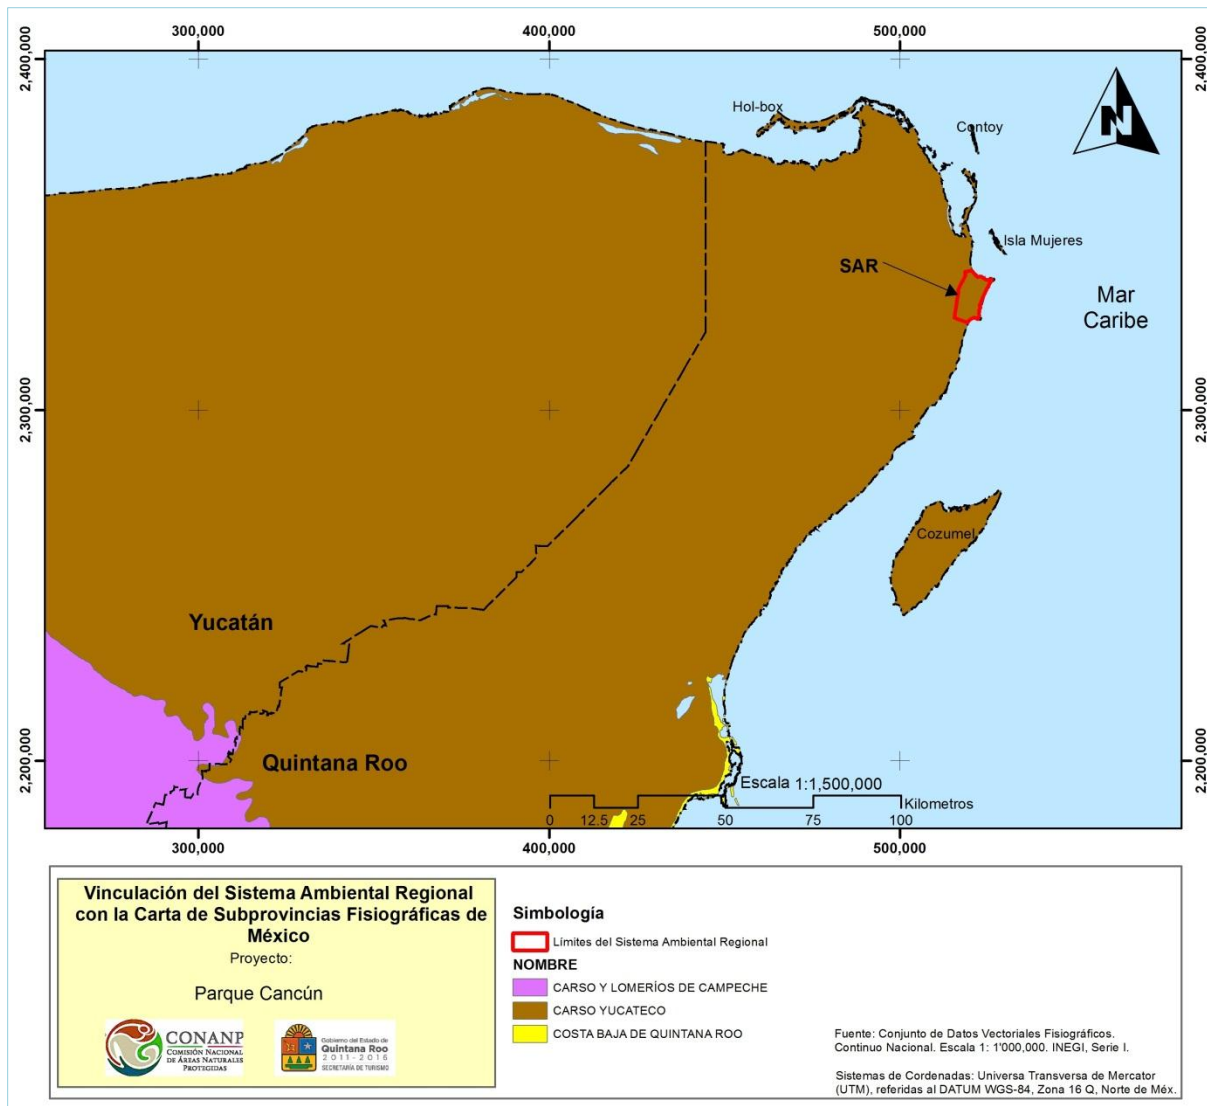 300,000
400,000
500,000
2,400,000
2,400,000
Hol-box
Contoy
N
Isla Mujeres
SAR
Mar
Caribe
2,300,000
2,300,000
Cozumel
Yucatán
Quintana Roo
2,200,000
2,200,000
Escala 1:1,500,000
Kilometros
0 12.5 25 50 75 100
300,000
400,000
500,000
Vinculación del Sistema Ambiental Regional
con la Carta de Subprovincias Fisiográficas de
México
Proyecto:
Parque Cancún
CONANP
COMISIÓN NACIONAL
DE ÁREAS NATURALES
PROTEGIDAS
Gobierno del Estado de
Quintana Roo
2011-2016
SECRETARÍA DE TURISMO
Simbología
Límites del Sistema Ambiental Regional
NOMBRE
CARSO Y LOMERÍOS DE CAMPECHE
CARSO YUCATECO
COSTA BAJA DE QUINTANA ROO
Fuente: Conjunto de Datos Vectoriales Fisiográficos.
Continuo Nacional. Escala 1: 1'000,000. INEGI, Serie I.
Sistemas de Cordenadas: Universa Transversa de Mercator
(UTM), referidas al DATUM WGS-84, Zona 16 Q, Norte de Méx.